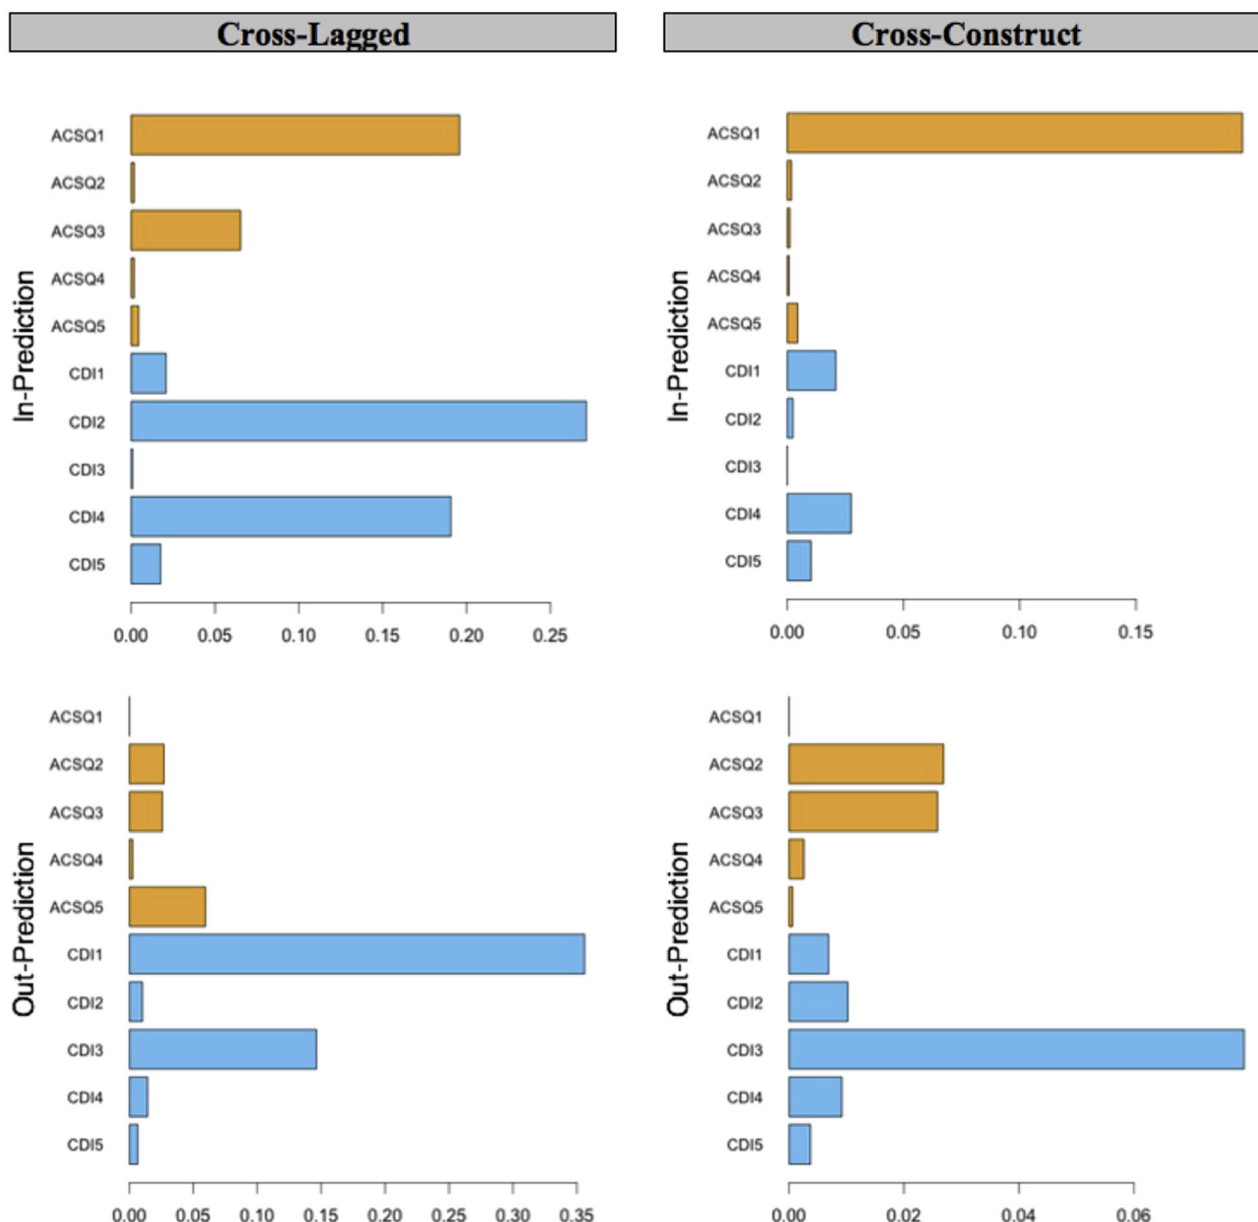 Cross-Lagged
Cross-Construct
In-Prediction
ACSQ1
ACSQ2
ACSQ3
ACSQ4
ACSQ5
CDI1
CDI2
CDI3
CDI4
CDI5
0.00 0.05 0.10 0.15 0.20 0.25
In-Prediction
ACSQ1
ACSQ2
ACSQ3
ACSQ4
ACSQ5
CDI1
CDI2
CDI3
CDI4
CDI5
0.00 0.05 0.10 0.15
Out-Prediction
ACSQ1
ACSQ2
ACSQ3
ACSQ4
ACSQ5
CDI1
CDI2
CDI3
CDI4
CDI5
0.00 0.05 0.10 0.15 0.20 0.25 0.30 0.35
Out-Prediction
ACSQ1
ACSQ2
ACSQ3
ACSQ4
ACSQ5
CDI1
CDI2
CDI3
CDI4
CDI5
0.00 0.02 0.04 0.06